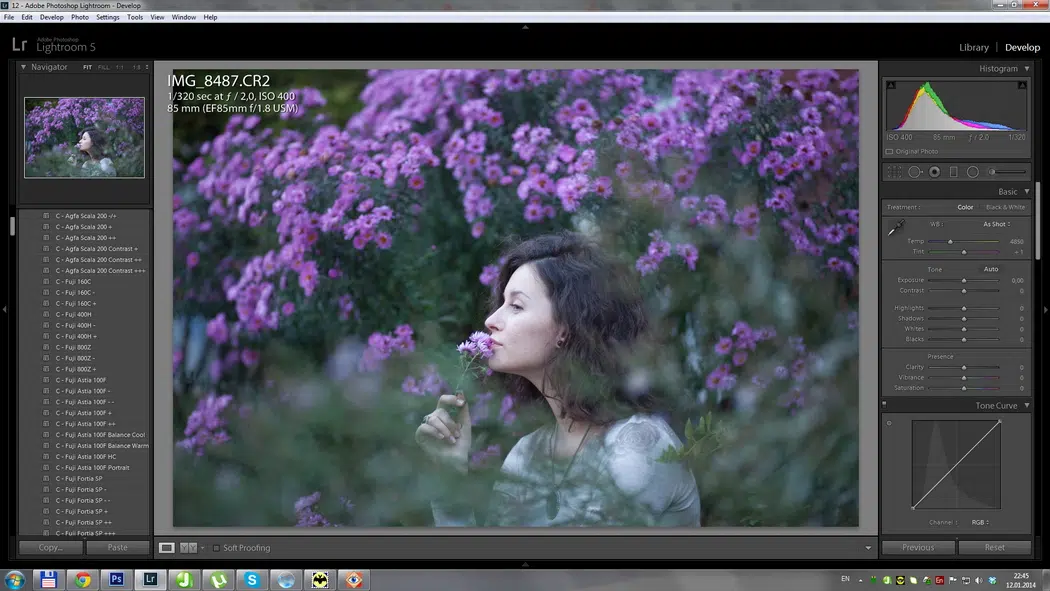 12 - Adobe Photoshop Lightroom - Develop
File Edit Develop Photo Settings Tools View Window Help
Lr
Adobe Photoshop
Lightroom 5
Library | Develop
Navigator FIT FILL 1:1 1:8
C - Agfa Scala 200 -/+
C - Agfa Scala 200 +
C - Agfa Scala 200 ++
C - Agfa Scala 200 Contrast +
C - Agfa Scala 200 Contrast ++
C - Agfa Scala 200 Contrast +++
C - Fuji 160C
C - Fuji 160C -
C - Fuji 160C +
C - Fuji 400H
C - Fuji 400H -
C - Fuji 400H +
C - Fuji 800Z
C - Fuji 800Z -
C - Fuji 800Z +
C - Fuji Astia 100F
C - Fuji Astia 100F -
C - Fuji Astia 100F - -
C - Fuji Astia 100F +
C - Fuji Astia 100F ++
C - Fuji Astia 100F Balance Cool
C - Fuji Astia 100F Balance Warm
C - Fuji Astia 100F HC
C - Fuji Astia 100F Portrait
C - Fuji Fortia SP
C - Fuji Fortia SP -
C - Fuji Fortia SP - -
C - Fuji Fortia SP +
C - Fuji Fortia SP ++
C - Fuji Fortia SP +++
Copy... Paste
IMG_8487.CR2
1/320 sec at ƒ / 2,0, ISO 400
85 mm (EF85mm f/1.8 USM)
Soft Proofing
Histogram
ISO 400 85 mm ƒ / 2,0 1/320
Original Photo
Basic
Treatment : Color Black & White
WB : As Shot
Temp 4850
Tint + 1
Tone Auto
Exposure 0,00
Contrast 0
Highlights 0
Shadows 0
Whites 0
Blacks 0
Presence
Clarity 0
Vibrance 0
Saturation 0
Tone Curve
Channel : RGB
Previous Reset
Ps
Lr
EN
22:45
12.01.2014